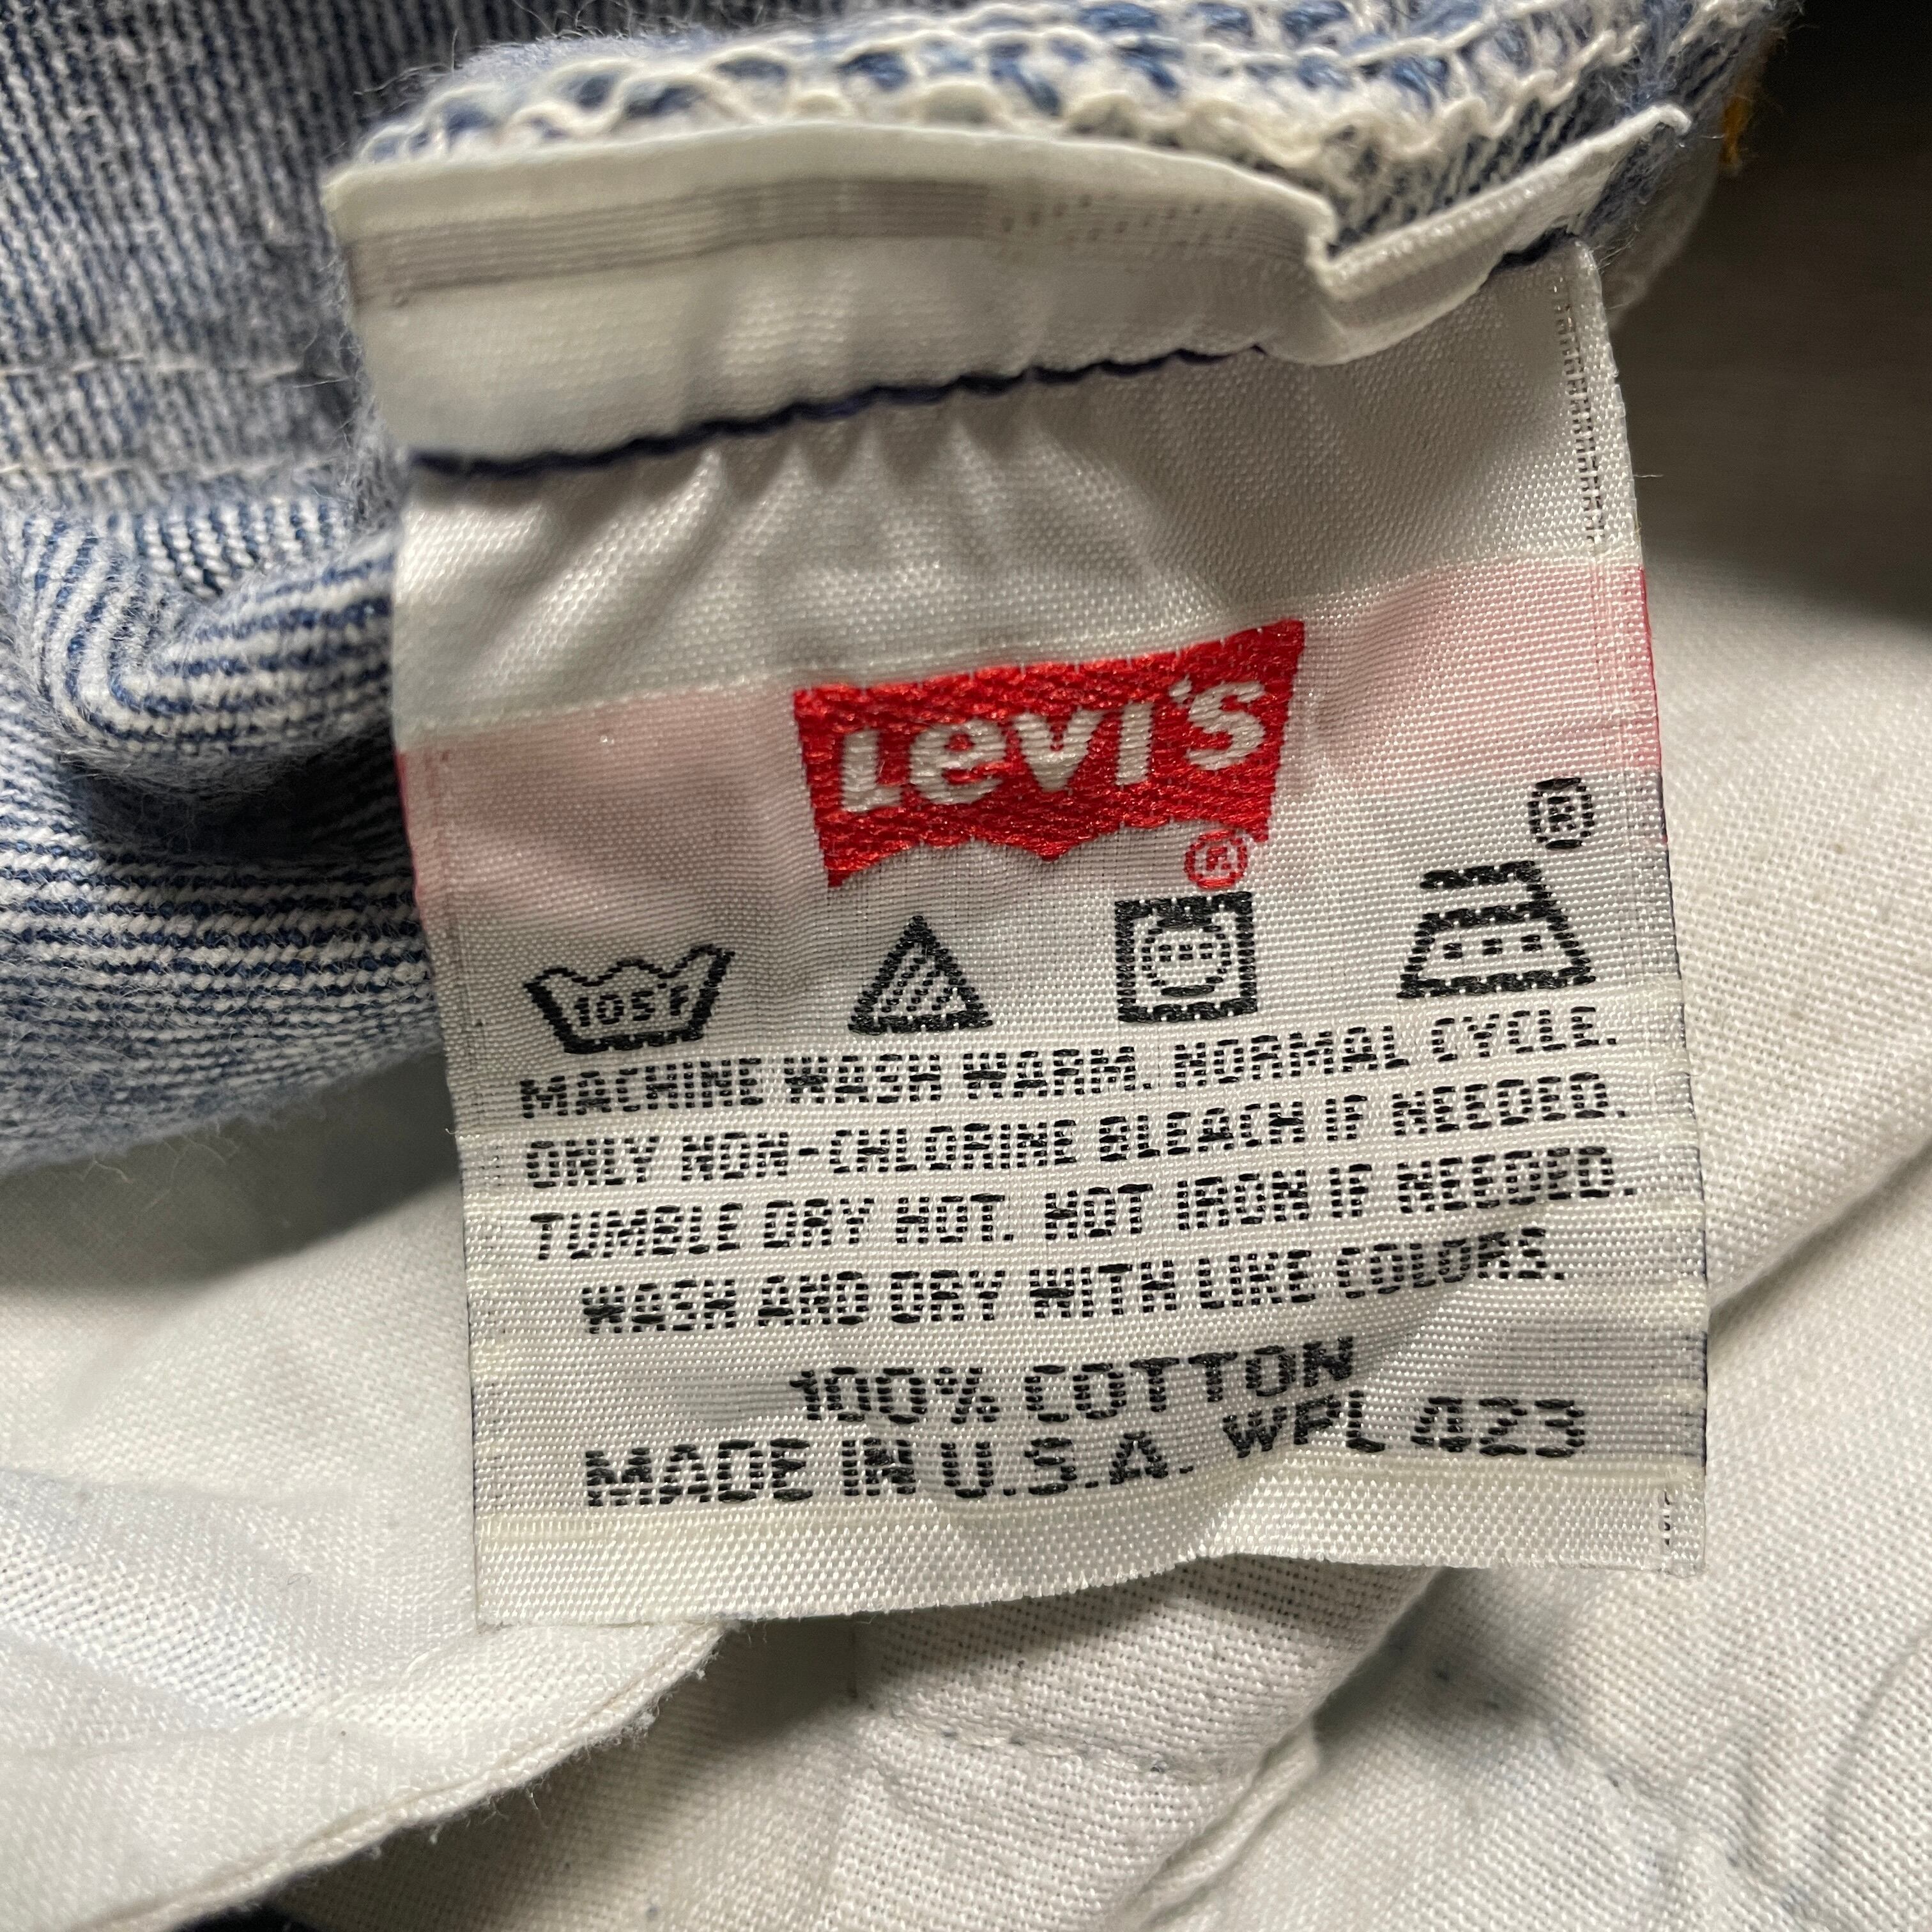 Levi's
®
®
105°F
MACHINE WASH WARM. NORMAL CYCLE.
ONLY NON-CHLORINE BLEACH IF NEEDED.
TUMBLE DRY HOT. HOT IRON IF NEEDED.
WASH AND DRY WITH LIKE COLORS.
100% COTTON
MADE IN U.S.A. WPL 423